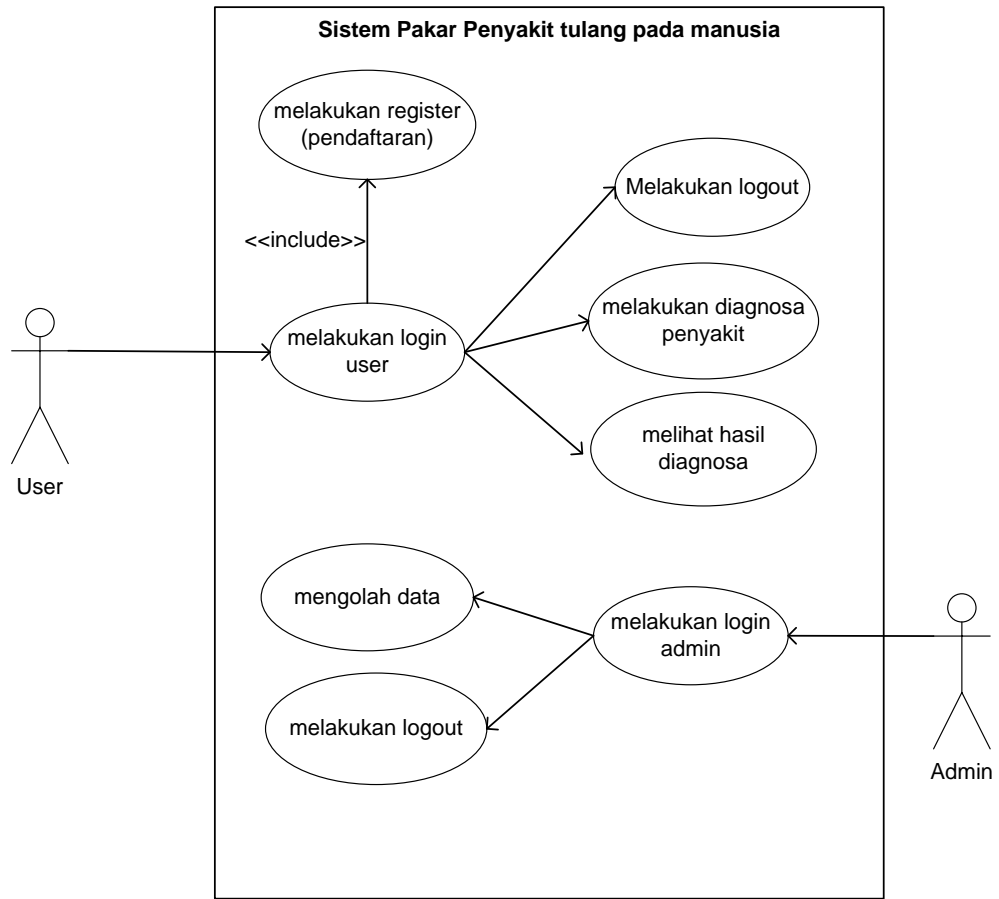 Sistem Pakar Penyakit tulang pada manusia
melakukan register
(pendaftaran)
Melakukan logout
<<include>>
melakukan diagnosa
penyakit
melakukan login
user
melihat hasil
diagnosa
User
mengolah data
melakukan login
admin
melakukan logout
Admin